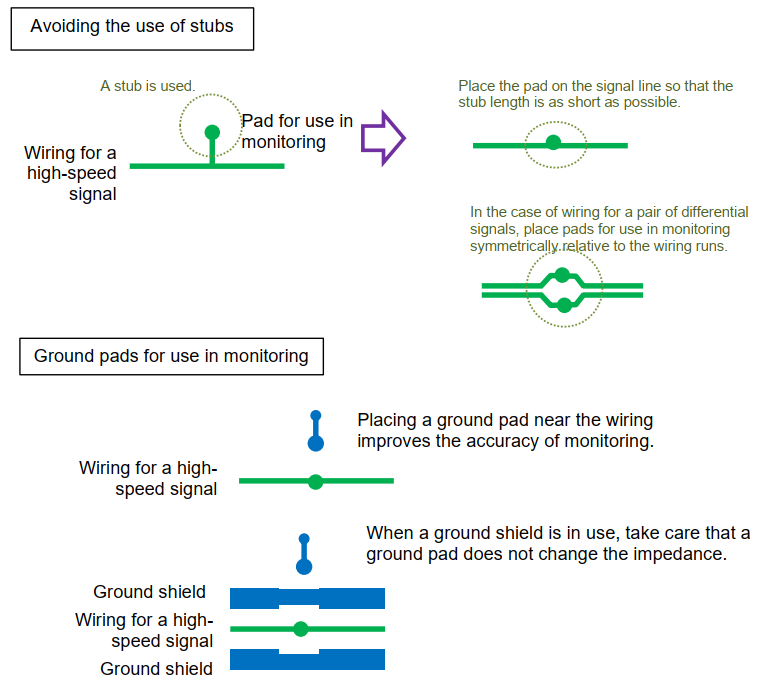 Avoiding the use of stubs
A stub is used.
Pad for use in
monitoring
Wiring for a
high-speed
signal
Place the pad on the signal line so that the
stub length is as short as possible.
In the case of wiring for a pair of differential
signals, place pads for use in monitoring
symmetrically relative to the wiring runs.
Ground pads for use in monitoring
Placing a ground pad near the wiring
improves the accuracy of monitoring.
Wiring for a high-
speed signal
When a ground shield is in use, take care that a
ground pad does not change the impedance.
Ground shield
Wiring for a high-
speed signal
Ground shield